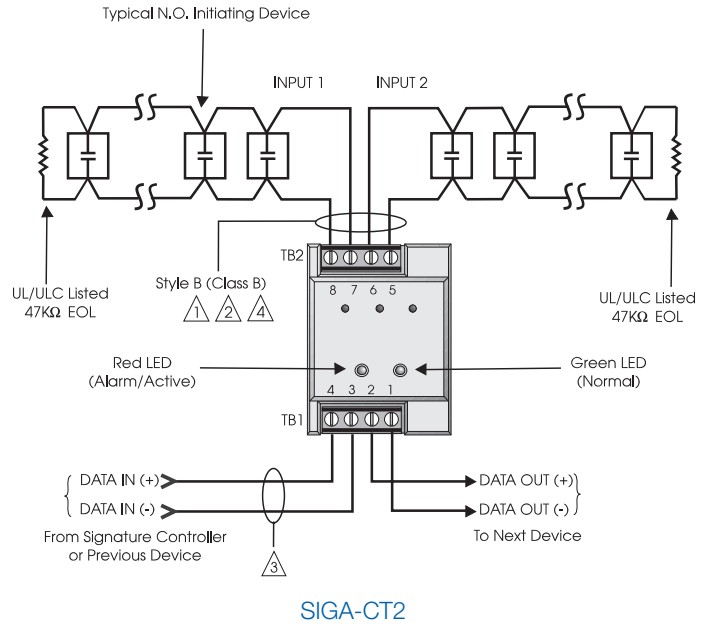 Typical N.O. Initiating Device
INPUT 1
INPUT 2
TB2
8 7 6 5
Style B (Class B)
1 2 4
UL/ULC Listed
47KΩ EOL
UL/ULC Listed
47KΩ EOL
Red LED
(Alarm/Active)
Green LED
(Normal)
4 3 2 1
TB1
DATA IN (+)
DATA IN (-)
From Signature Controller
or Previous Device
3
DATA OUT (+)
DATA OUT (-)
To Next Device
SIGA-CT2